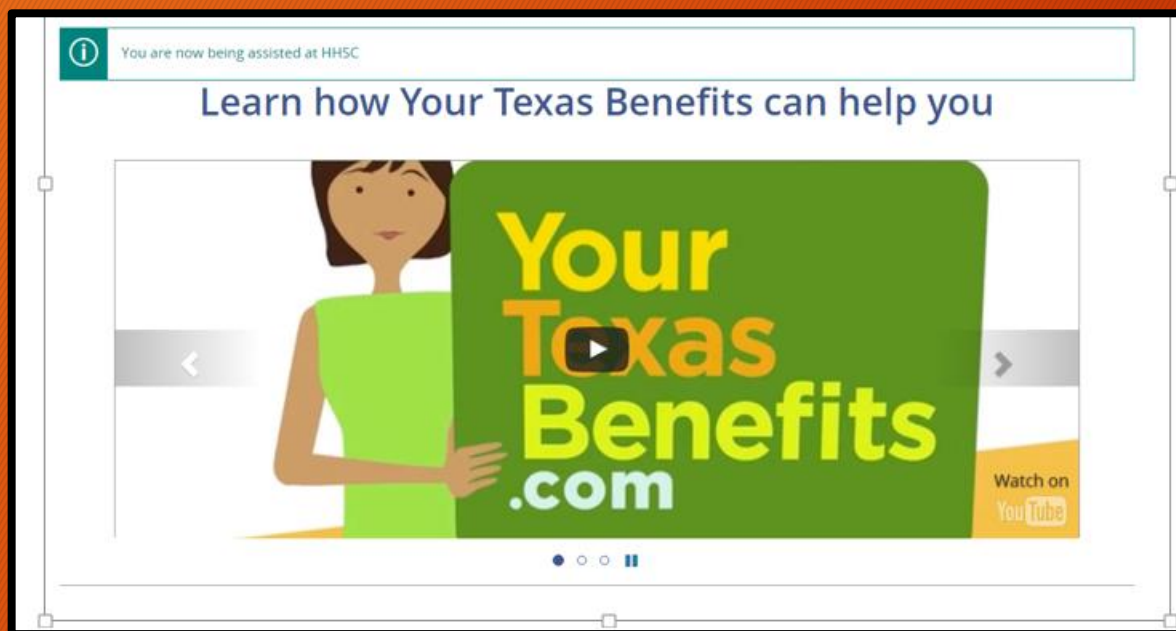 You are now being assisted at HHSC
Learn how Your Texas Benefits can help you
Your
Texas
Benefits
.com
Watch on
YouTube